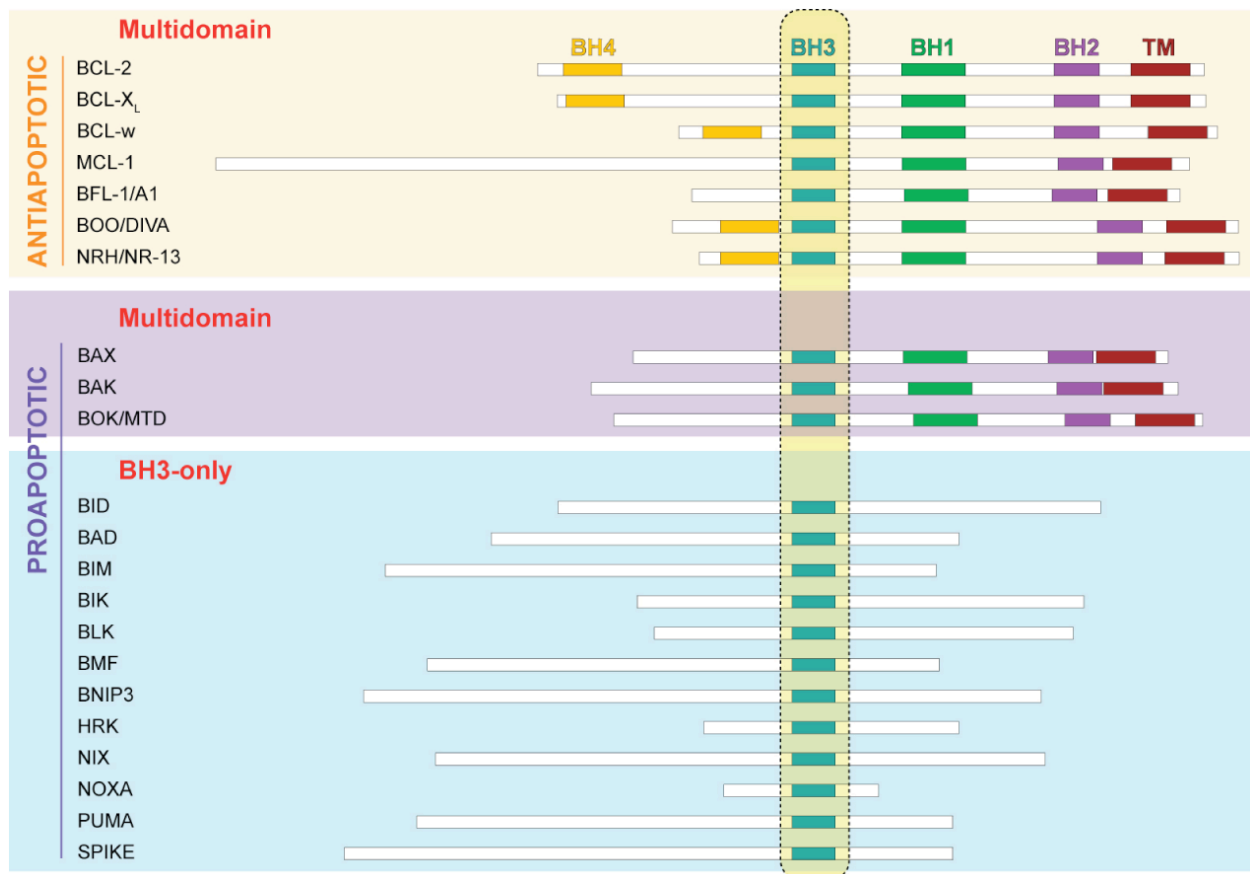 Multidomain
BH4 BH3 BH1 BH2 TM
ANTIAPOPTOTIC
BCL-2
BCL-XL
BCL-w
MCL-1
BFL-1/A1
BOO/DIVA
NRH/NR-13
Multidomain
PROAPOPTOTIC
BAX
BAK
BOK/MTD
BH3-only
BID
BAD
BIM
BIK
BLK
BMF
BNIP3
HRK
NIX
NOXA
PUMA
SPIKE